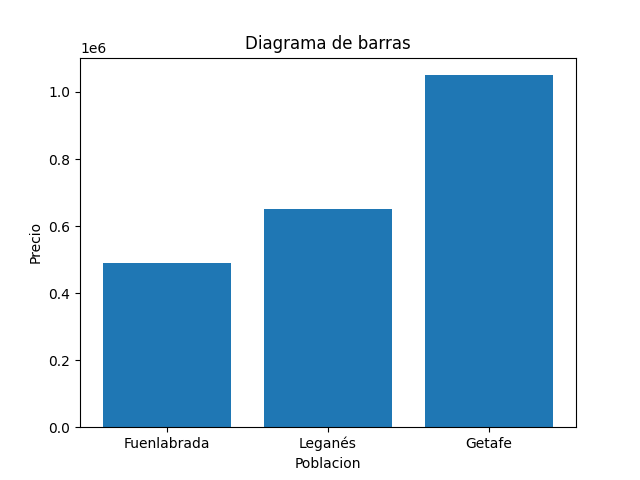 Diagrama de barras
1e6
1.0
0.8
0.6
0.4
0.2
0.0
Precio
Fuenlabrada Leganés Getafe
Poblacion